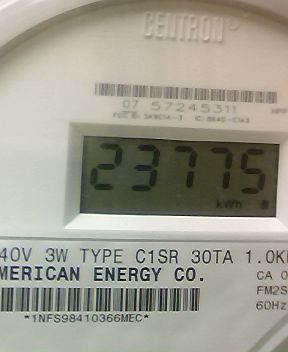 CENTRON
07 57245311
23775
kWh
40V 3W TYPE C1SR 30TA 1.0K
MERICAN ENERGY CO.
CA 0
FM2S
60Hz
*1NFS98410366MEC*